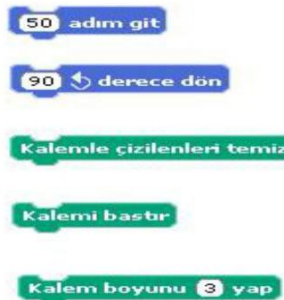 50 adım git
90 derece dön
Kalemle çizilenleri temiz
Kalemi bastır
Kalem boyunu 3 yap